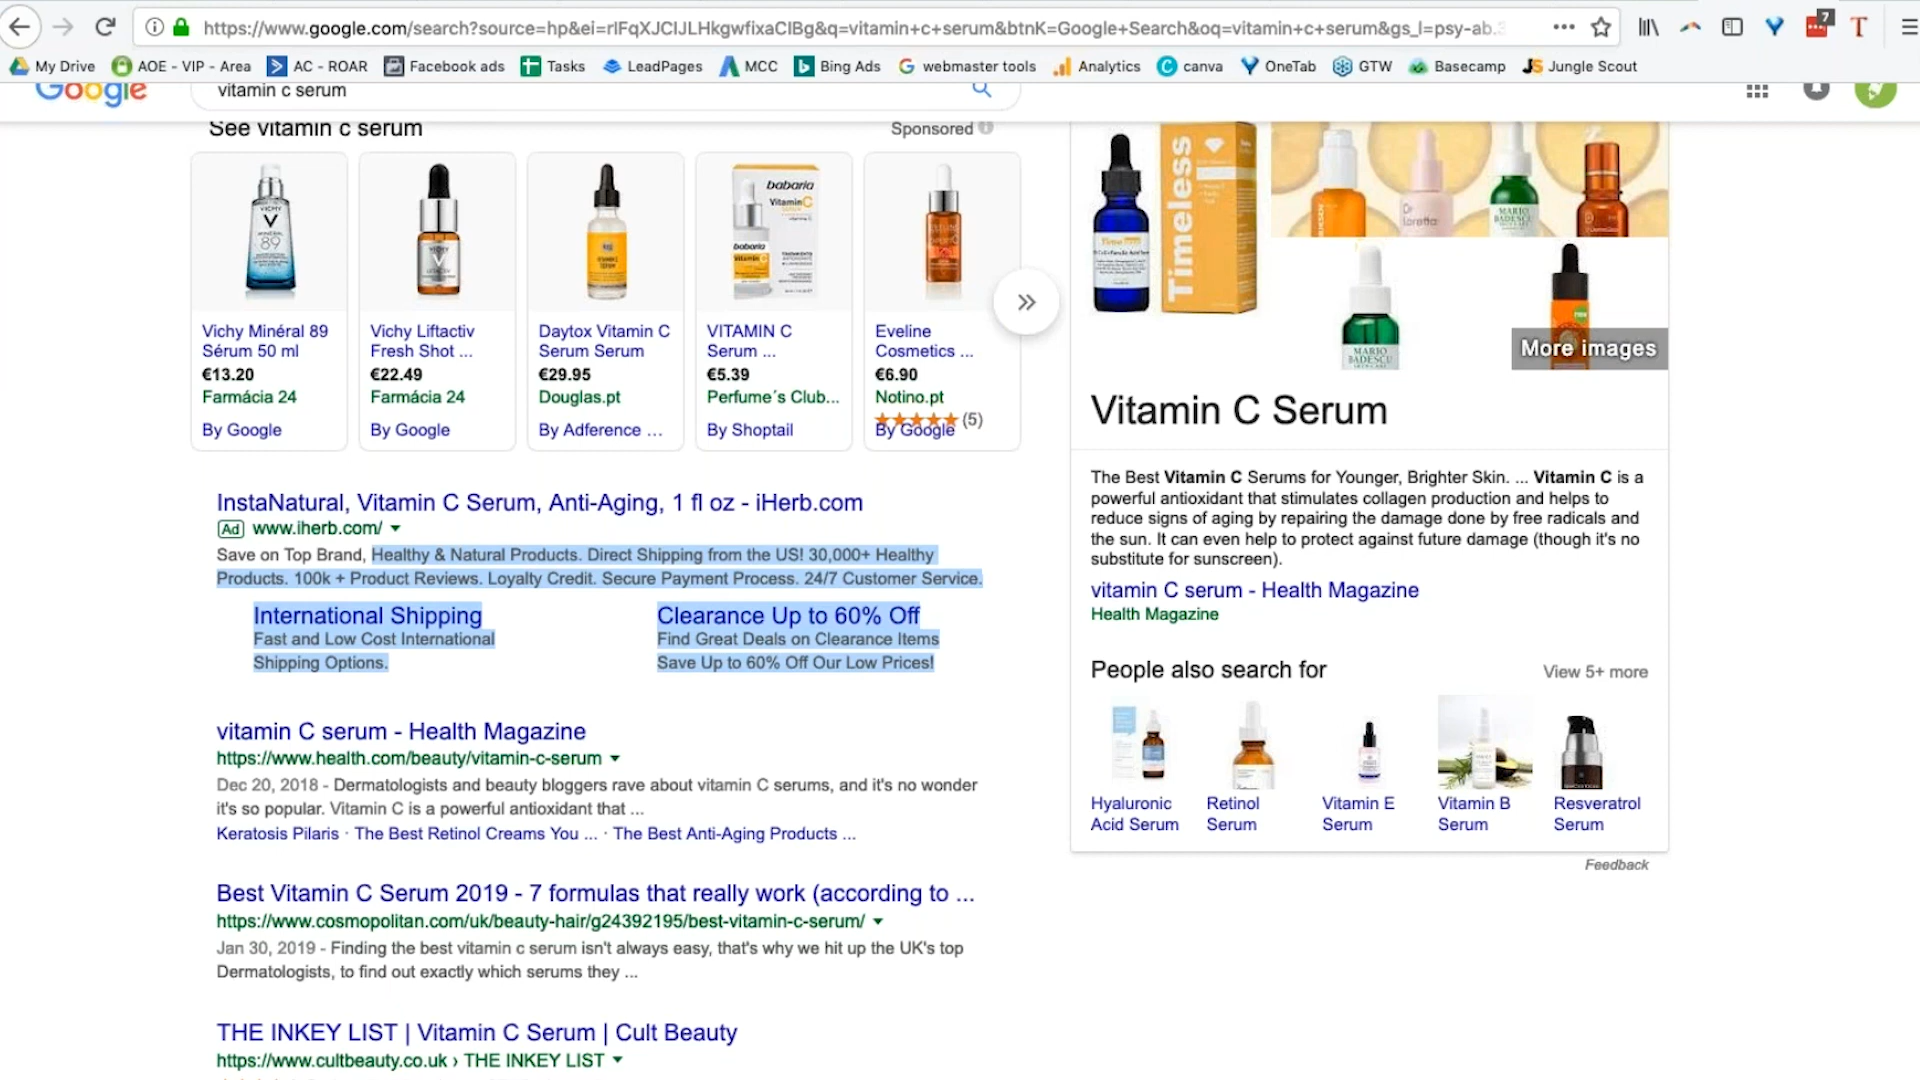 https://www.google.com/search?source=hp&ei=rlFqXJCIJLHkgwfixaCIBg&q=vitamin+c+serum&btnK=Google+Search&oq=vitamin+c+serum&gs_l=psy-ab.3
7
My Drive
AOE - VIP - Area
AC - ROAR
Facebook ads
Tasks
LeadPages
MCC
Bing Ads
webmaster tools
Analytics
canva
OneTab
GTW
Basecamp
Jungle Scout
Google
vitamin c serum
See vitamin c serum
Sponsored
Vichy Minéral 89
Sérum 50 ml
€13.20
Farmácia 24
By Google
Vichy Liftactiv
Fresh Shot ...
€22.49
Farmácia 24
By Google
Daytox Vitamin C
Serum Serum
€29.95
Douglas.pt
By Adference ...
babaria
VitaminC
VITAMIN C
Serum ...
€5.39
Perfume´s Club...
By Shoptail
Eveline
Cosmetics ...
€6.90
Notino.pt
(5)
By Google
InstaNatural, Vitamin C Serum, Anti-Aging, 1 fl oz - iHerb.com
Ad www.iherb.com/
Save on Top Brand, Healthy & Natural Products. Direct Shipping from the US! 30,000+ Healthy
Products. 100k + Product Reviews. Loyalty Credit. Secure Payment Process. 24/7 Customer Service.
International Shipping
Fast and Low Cost International
Shipping Options.
Clearance Up to 60% Off
Find Great Deals on Clearance Items
Save Up to 60% Off Our Low Prices!
vitamin C serum - Health Magazine
https://www.health.com/beauty/vitamin-c-serum
Dec 20, 2018 - Dermatologists and beauty bloggers rave about vitamin C serums, and it's no wonder
it's so popular. Vitamin C is a powerful antioxidant that ...
Keratosis Pilaris · The Best Retinol Creams You ... · The Best Anti-Aging Products ...
Best Vitamin C Serum 2019 - 7 formulas that really work (according to ...
https://www.cosmopolitan.com/uk/beauty-hair/g24392195/best-vitamin-c-serum/
Jan 30, 2019 - Finding the best vitamin c serum isn't always easy, that's why we hit up the UK's top
Dermatologists, to find out exactly which serums they ...
THE INKEY LIST | Vitamin C Serum | Cult Beauty
https://www.cultbeauty.co.uk › THE INKEY LIST
Timeless
Dr Loretta
MARIO
BADESCU
MARIO
BADESCU
More images
Vitamin C Serum
The Best Vitamin C Serums for Younger, Brighter Skin. ... Vitamin C is a
powerful antioxidant that stimulates collagen production and helps to
reduce signs of aging by repairing the damage done by free radicals and
the sun. It can even help to protect against future damage (though it's no
substitute for sunscreen).
vitamin C serum - Health Magazine
Health Magazine
People also search for
View 5+ more
Hyaluronic
Acid Serum
Retinol
Serum
Vitamin E
Serum
Vitamin B
Serum
Resveratrol
Serum
Feedback